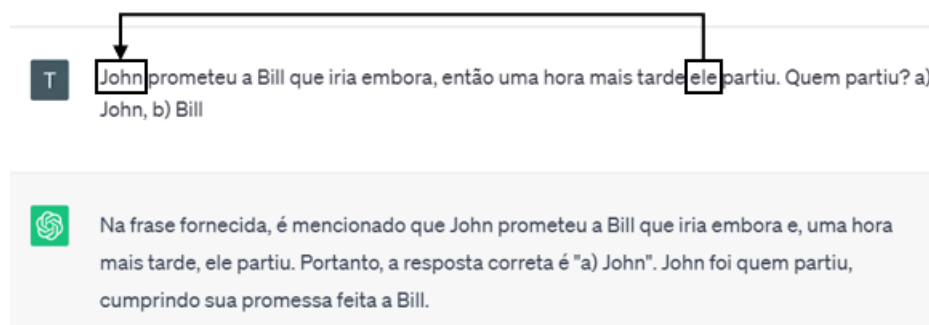 T
John prometeu a Bill que iria embora, então uma hora mais tarde ele partiu. Quem partiu? a)
John, b) Bill
Na frase fornecida, é mencionado que John prometeu a Bill que iria embora e, uma hora
mais tarde, ele partiu. Portanto, a resposta correta é "a) John". John foi quem partiu,
cumprindo sua promessa feita a Bill.